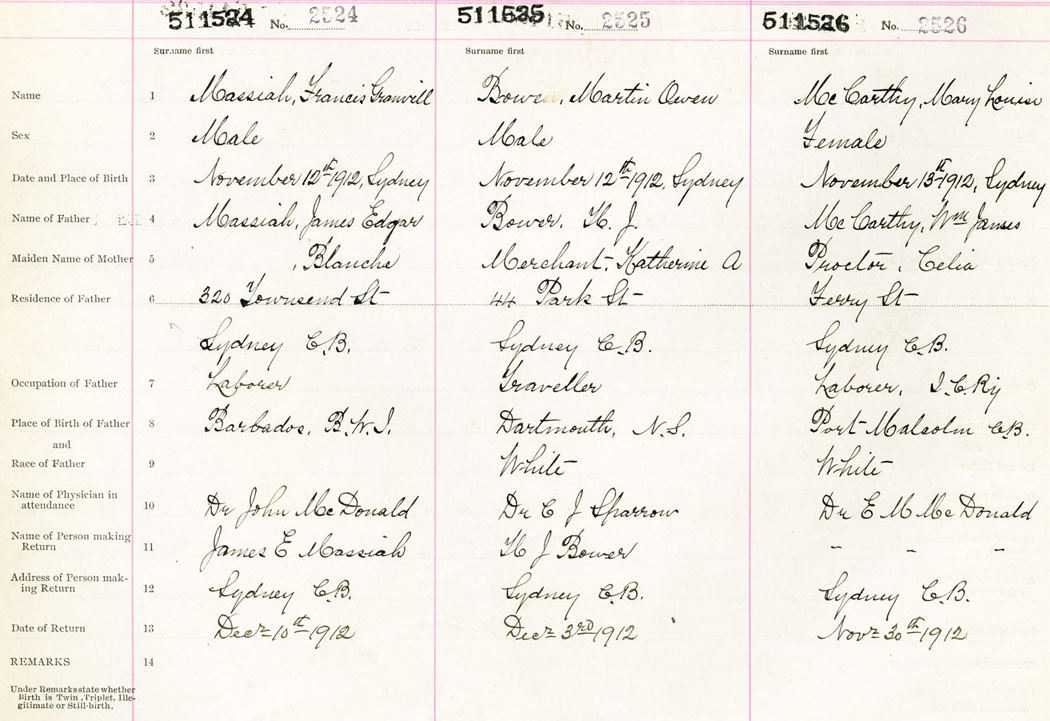 511524 No. 2524 511525 No. 2525 511526 No. 2526
Surname first Surname first Surname first
Name 1 Massiah, Francis Granvill Bower, Martin Owen McCarthy, Mary Louise
Sex 2 Male Male Female
Date and Place of Birth 3 November 12th 1912, Sydney November 12th 1912, Sydney November 13th 1912, Sydney
Name of Father 4 Massiah, James Edgar Bower, H. J. McCarthy, Wm James
Maiden Name of Mother 5 , Blanche Merchant, Katherine A Proctor, Celia
Residence of Father 6 320 Townsend St 44 Park St Ferry St
Sydney C.B. Sydney C.B. Sydney C.B.
Occupation of Father 7 Laborer Traveller Laborer, I.C.Ry
Place of Birth of Father 8 Barbados, B.W.I. Dartmouth, N.S. Port Malcolm C.B.
and
Race of Father 9 White White
Name of Physician in
attendance 10 Dr John McDonald Dr C J Sparrow Dr E M McDonald
Name of Person making
Return 11 James E Massiah H J Bower - - -
Address of Person mak-
ing Return 12 Sydney C.B. Sydney C.B. Sydney C.B.
Date of Return 13 Decr 10th 1912 Decr 3rd 1912 Novr 30th 1912
REMARKS 14
Under Remarks state whether
Birth is Twin, Triplet, Ille-
gitimate or Still-birth.